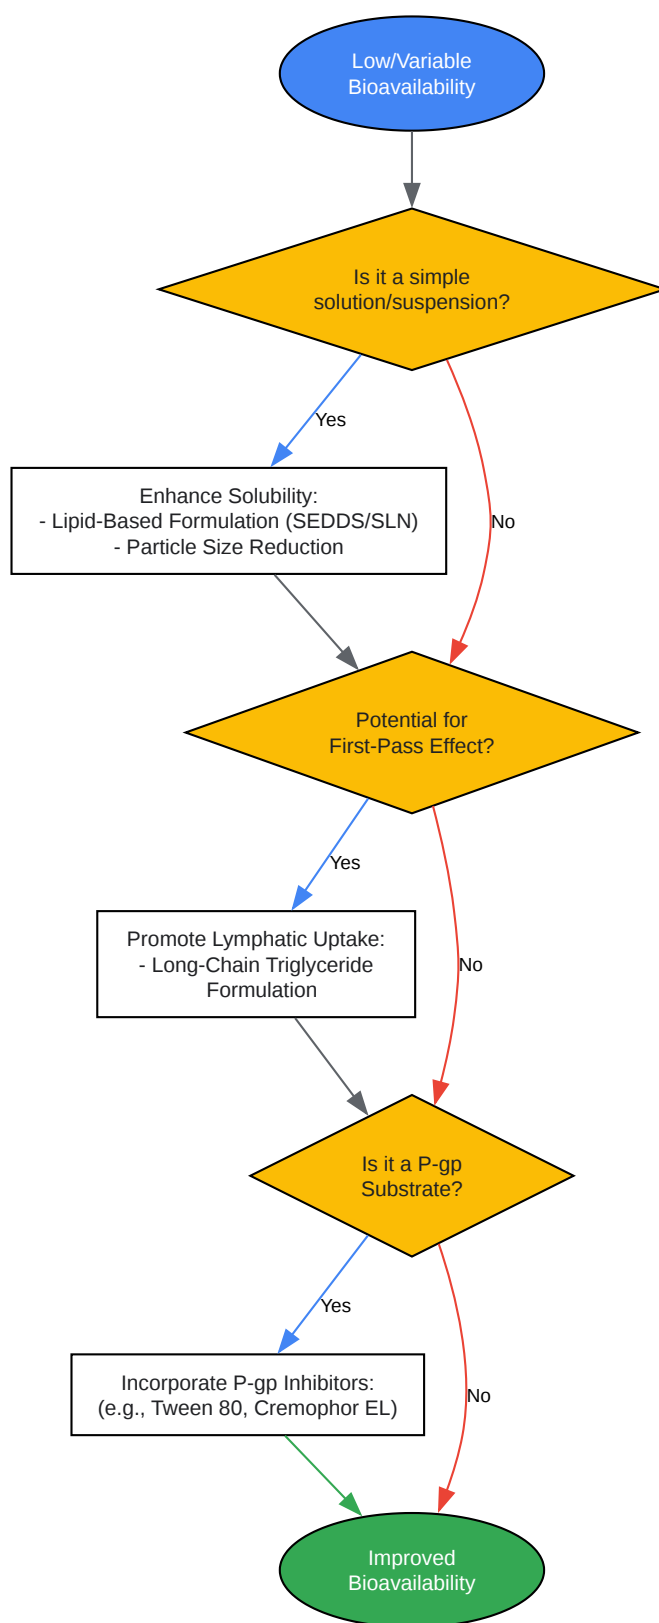 Low/Variable
Bioavailability
Is it a simple
solution/suspension?
Yes
Enhance Solubility:
- Lipid-Based Formulation (SEDDS/SLN)
- Particle Size Reduction
No
Potential for
First-Pass Effect?
Yes
Promote Lymphatic Uptake:
- Long-Chain Triglyceride
Formulation
No
Is it a P-gp
Substrate?
Yes
Incorporate P-gp Inhibitors:
(e.g., Tween 80, Cremophor EL)
No
Improved
Bioavailability